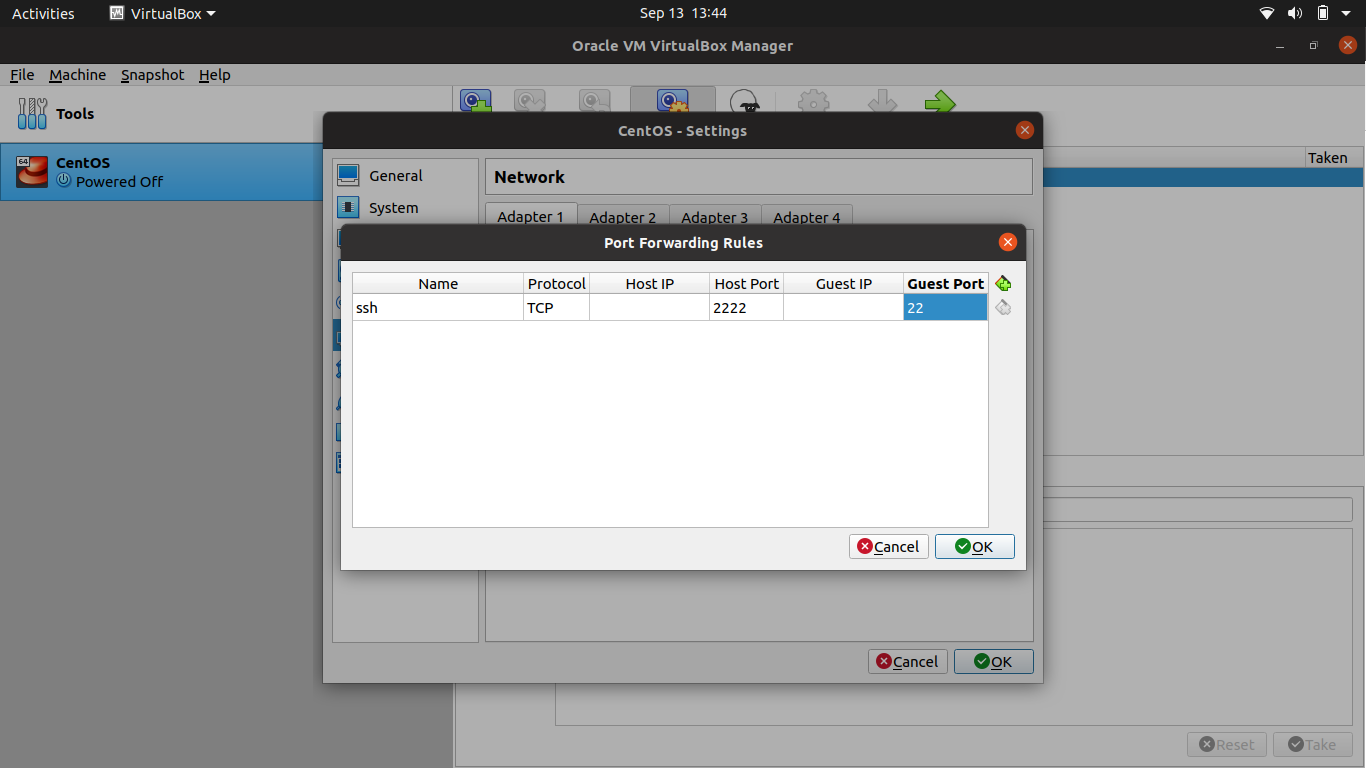 Activities VirtualBox Sep 13 13:44
Oracle VM VirtualBox Manager
File Machine Snapshot Help
Tools
CentOS - Settings
64 CentOS
Powered Off
Taken
General
System
Network
Adapter 1 Adapter 2 Adapter 3 Adapter 4
Port Forwarding Rules
Name Protocol Host IP Host Port Guest IP Guest Port
ssh TCP 2222 22
Cancel OK
Cancel OK
Reset Take